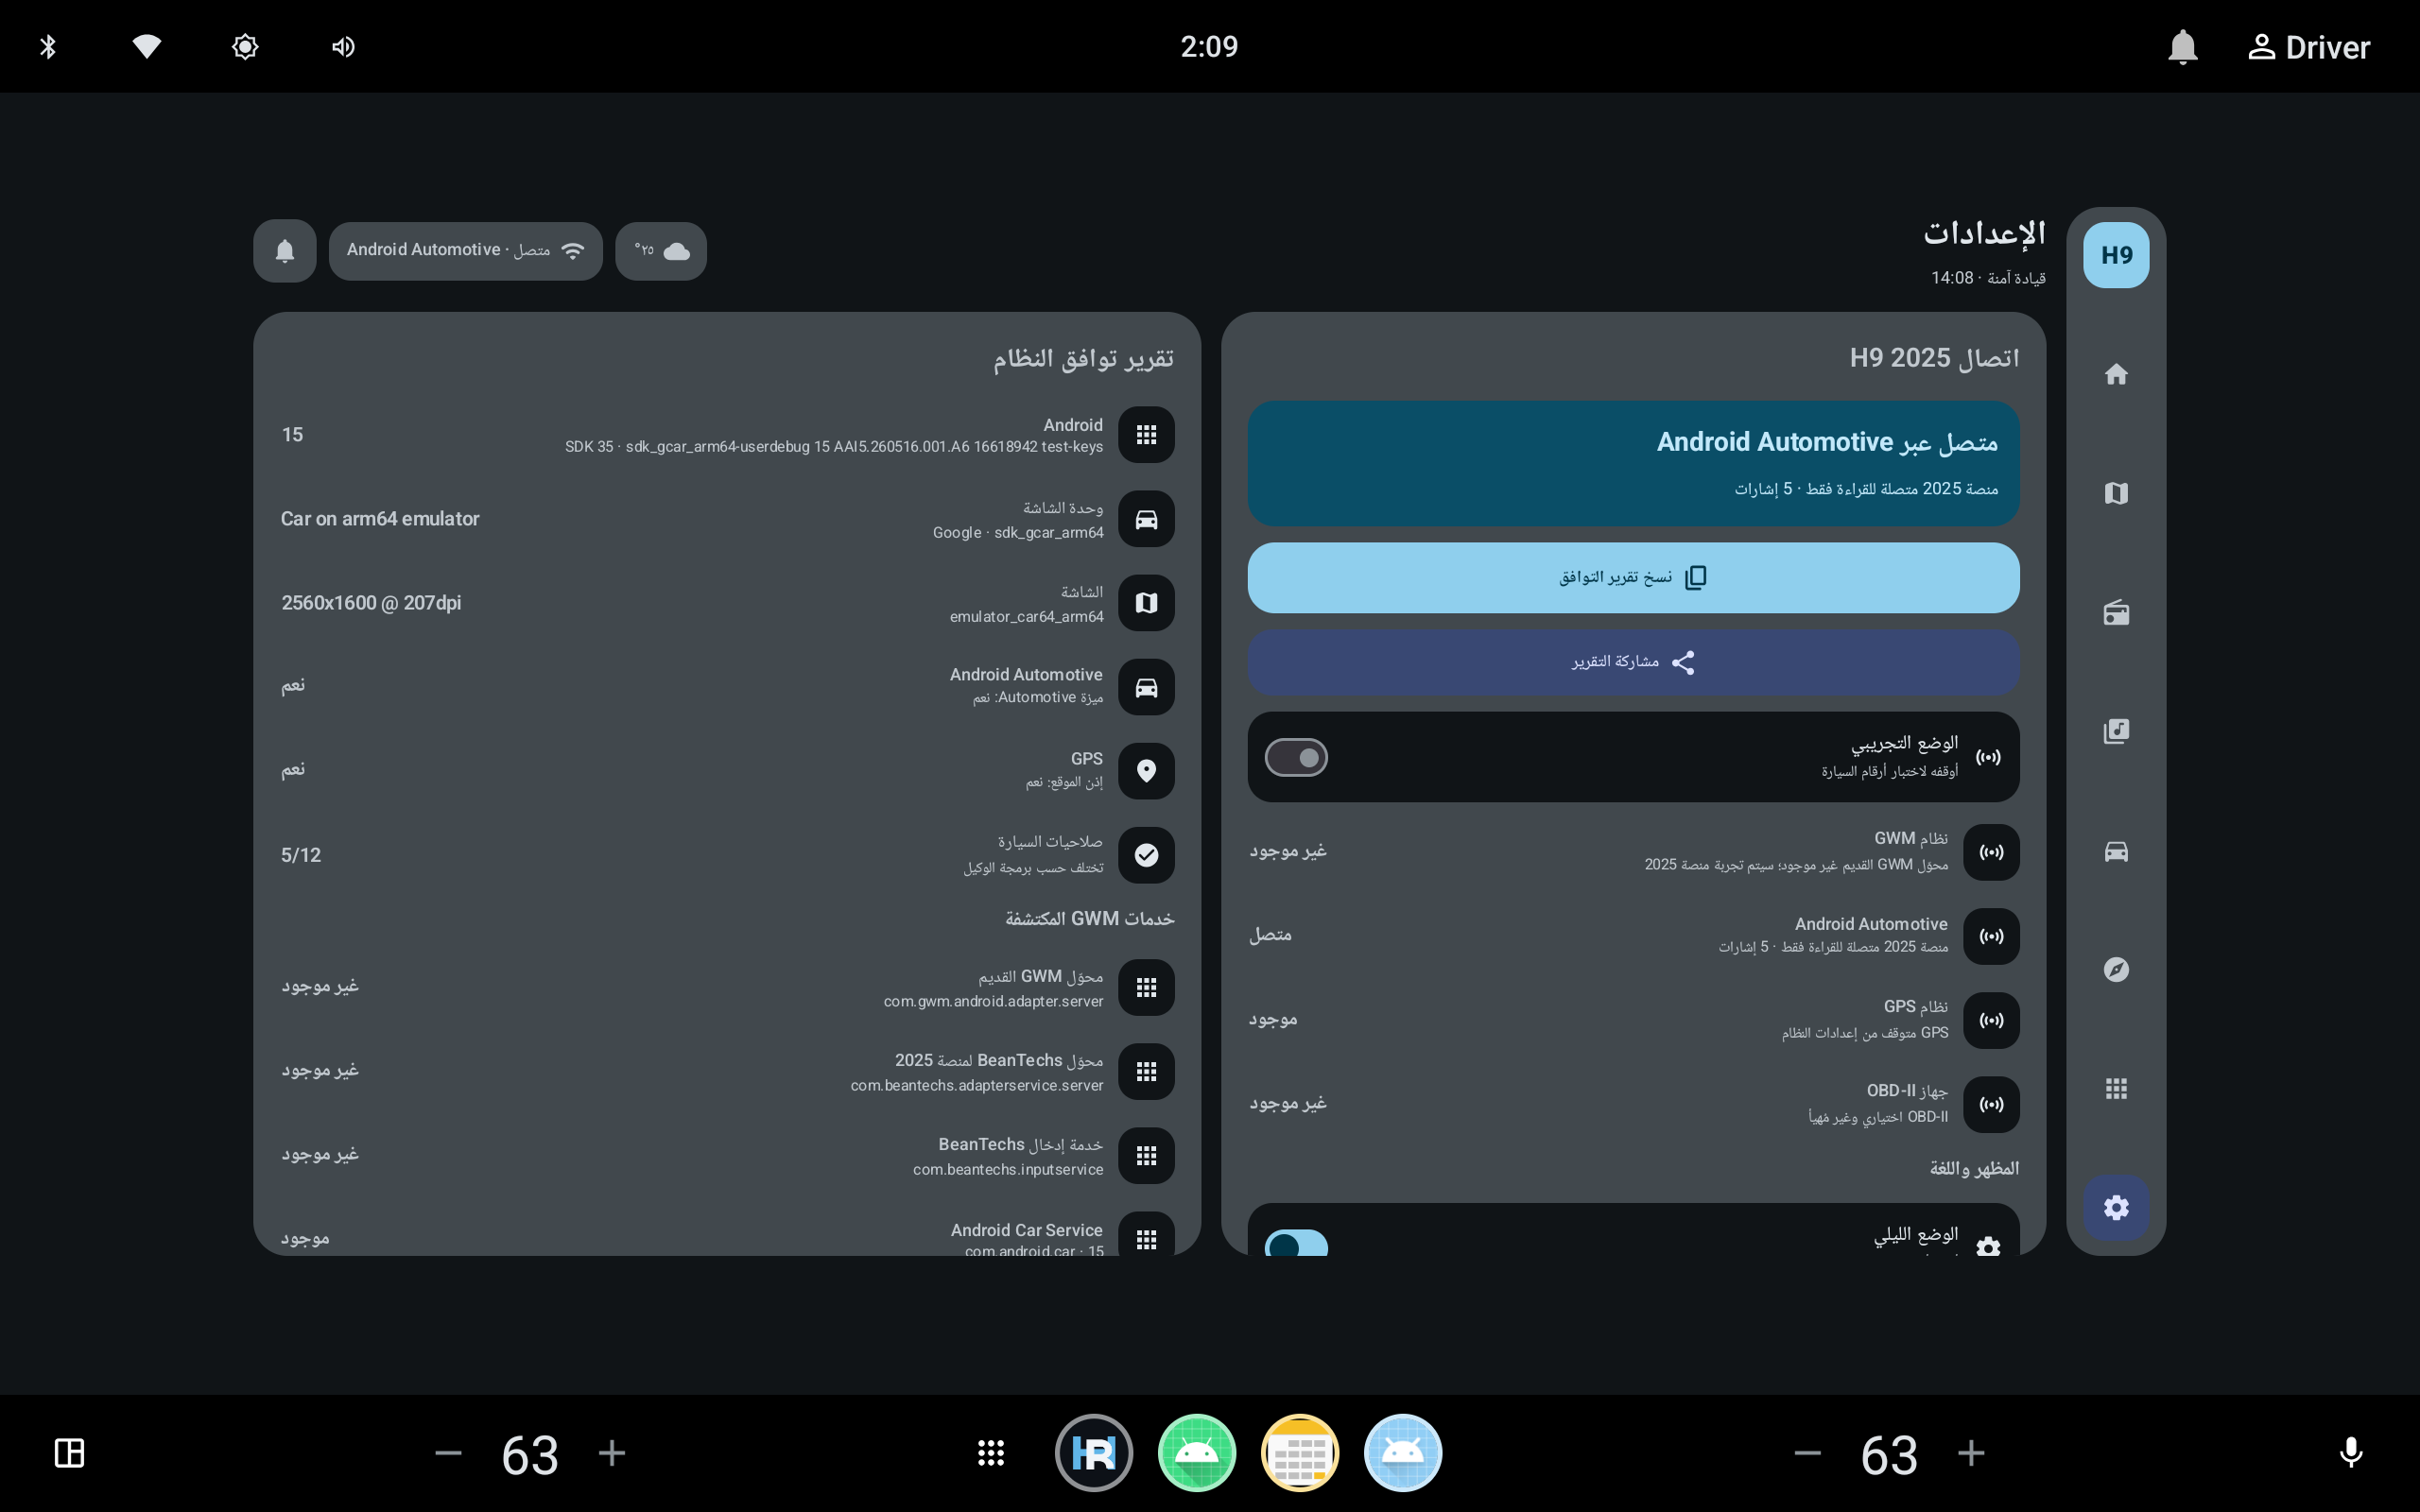 2:09
Driver
H9
الإعدادات
قيادة آمنة · 14:08
٢٥°
متصل · Android Automotive
اتصال H9 2025
متصل عبر Android Automotive
منصة 2025 متصلة للقراءة فقط · 5 إشارات
نسخ تقرير التوافق
مشاركة التقرير
الوضع التجريبي
أوقفه لاختبار أرقام السيارة
نظام GWM
محوّل GWM القديم غير موجود؛ سيتم تجربة منصة 2025
غير موجود
Android Automotive
منصة 2025 متصلة للقراءة فقط · 5 إشارات
متصل
نظام GPS
GPS متوقف من إعدادات النظام
موجود
جهاز OBD-II
OBD-II اختياري وغير مُهيأ
غير موجود
المظهر واللغة
الوضع الليلي
تقرير توافق النظام
Android
SDK 35 · sdk_gcar_arm64-userdebug 15 AAI5.260516.001.A6 16618942 test-keys
15
وحدة الشاشة
Google · sdk_gcar_arm64
Car on arm64 emulator
الشاشة
emulator_car64_arm64
2560x1600 @ 207dpi
Android Automotive
ميزة Automotive: نعم
نعم
GPS
إذن الموقع: نعم
نعم
صلاحيات السيارة
تختلف حسب برمجة الوكيل
5/12
خدمات GWM المكتشفة
محوّل GWM القديم
com.gwm.android.adapter.server
غير موجود
محوّل BeanTechs لمنصة 2025
com.beantechs.adapterservice.server
غير موجود
خدمة إدخال BeanTechs
com.beantechs.inputservice
غير موجود
Android Car Service
com.android.car · 15
موجود
63
63